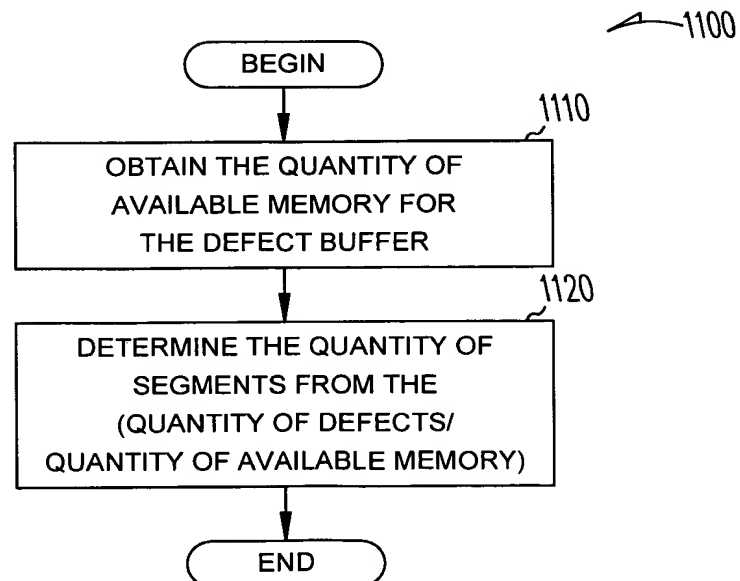 1100
BEGIN
1110
OBTAIN THE QUANTITY OF
AVAILABLE MEMORY FOR
THE DEFECT BUFFER
1120
DETERMINE THE QUANTITY OF
SEGMENTS FROM THE
(QUANTITY OF DEFECTS/
QUANTITY OF AVAILABLE MEMORY)
END